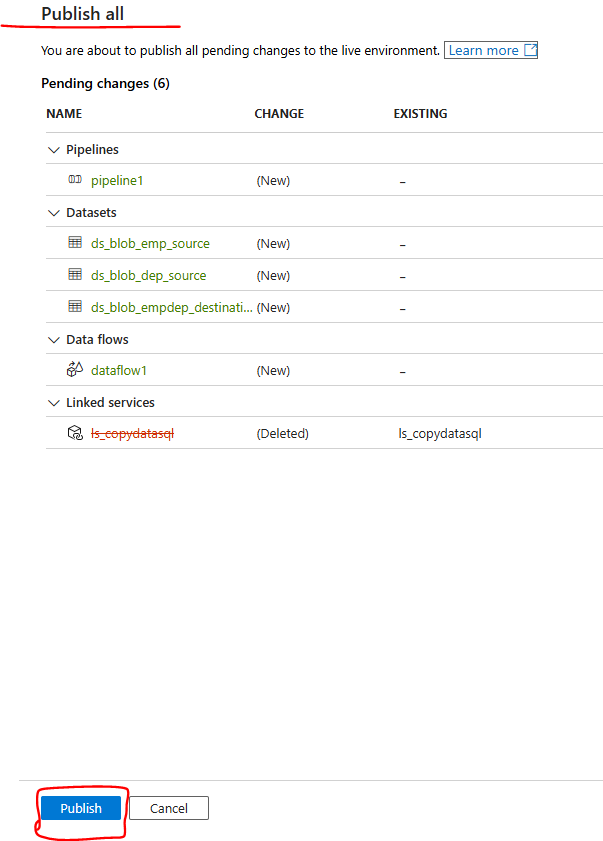 Publish all
You are about to publish all pending changes to the live environment. Learn more
Pending changes (6)
NAME CHANGE EXISTING
Pipelines
pipeline1 (New) –
Datasets
ds_blob_emp_source (New) –
ds_blob_dep_source (New) –
ds_blob_empdep_destinati... (New) –
Data flows
dataflow1 (New) –
Linked services
ls_copydatasql (Deleted) ls_copydatasql
Publish Cancel